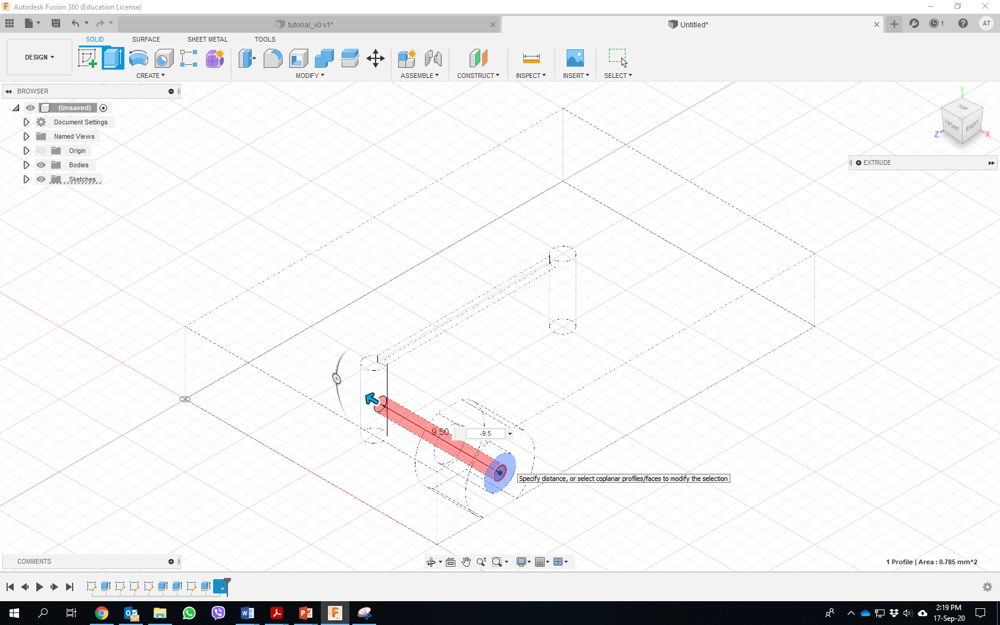 Autodesk Fusion 360 (Education License)
tutorial_v0 v1*
Untitled*
1
AT
DESIGN
SOLID
SURFACE
SHEET METAL
TOOLS
CREATE
MODIFY
ASSEMBLE
CONSTRUCT
INSPECT
INSERT
SELECT
BROWSER
(Unsaved)
Document Settings
Named Views
Origin
Bodies
Sketches
Y
TOP
FRONT
RIGHT
Z
X
EXTRUDE
9.50
-9.5
Specify distance, or select coplanar profiles/faces to modify the selection
COMMENTS
1 Profile | Area : 0.785 mm^2
2:19 PM
17-Sep-20